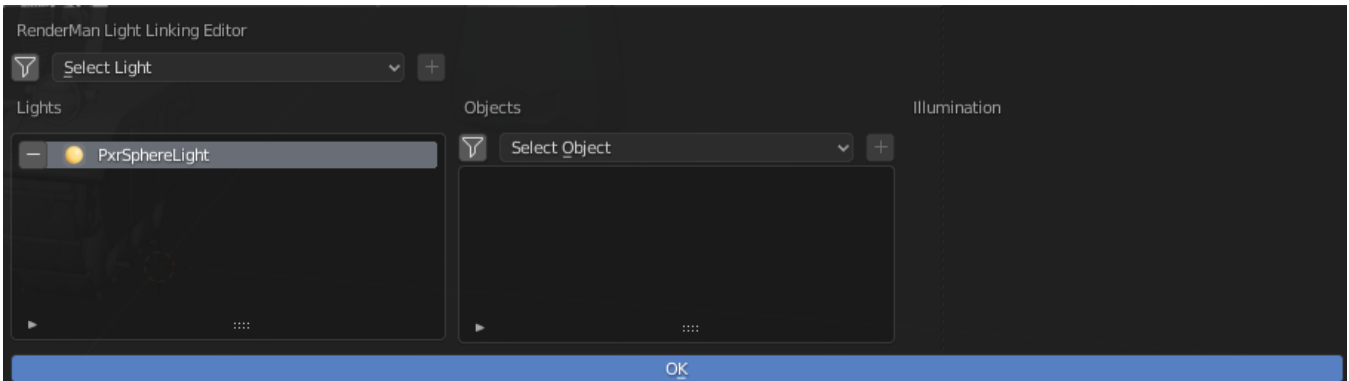 RenderMan Light Linking Editor
Select Light
Lights
Objects
Illumination
PxrSphereLight
Select Object
OK